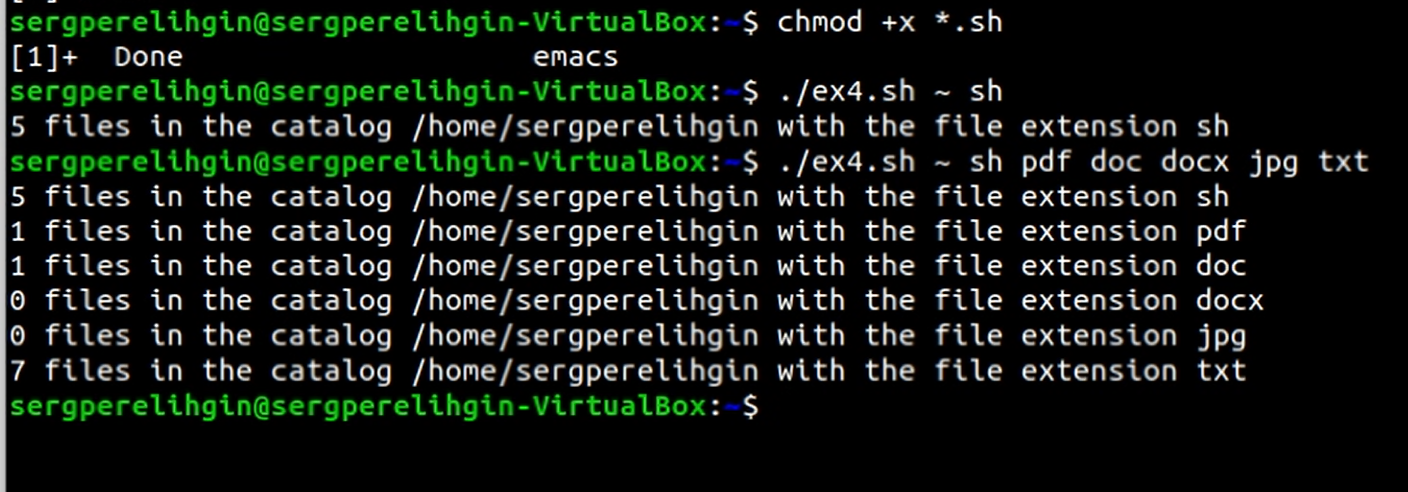 sergperelihgin@sergperelihgin-VirtualBox:~$ chmod +x *.sh
[1]+  Done                    emacs
sergperelihgin@sergperelihgin-VirtualBox:~$ ./ex4.sh ~ sh
5 files in the catalog /home/sergperelihgin with the file extension sh
sergperelihgin@sergperelihgin-VirtualBox:~$ ./ex4.sh ~ sh pdf doc docx jpg txt
5 files in the catalog /home/sergperelihgin with the file extension sh
1 files in the catalog /home/sergperelihgin with the file extension pdf
1 files in the catalog /home/sergperelihgin with the file extension doc
0 files in the catalog /home/sergperelihgin with the file extension docx
0 files in the catalog /home/sergperelihgin with the file extension jpg
7 files in the catalog /home/sergperelihgin with the file extension txt
sergperelihgin@sergperelihgin-VirtualBox:~$